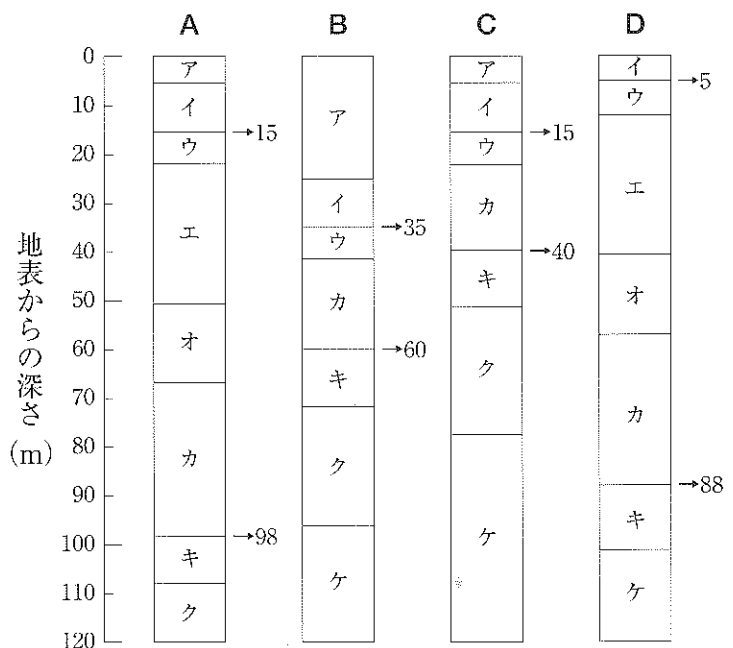 A B C D
地表からの深さ
(m)
0
10
20
30
40
50
60
70
80
90
100
110
120
ア
イ
→15
ウ
エ
オ
カ
→98
キ
ク
ア
イ
→35
ウ
カ
→60
キ
ク
ケ
ア
イ
→15
ウ
カ
→40
キ
ク
ケ
イ
→5
ウ
エ
オ
カ
→88
キ
ケ